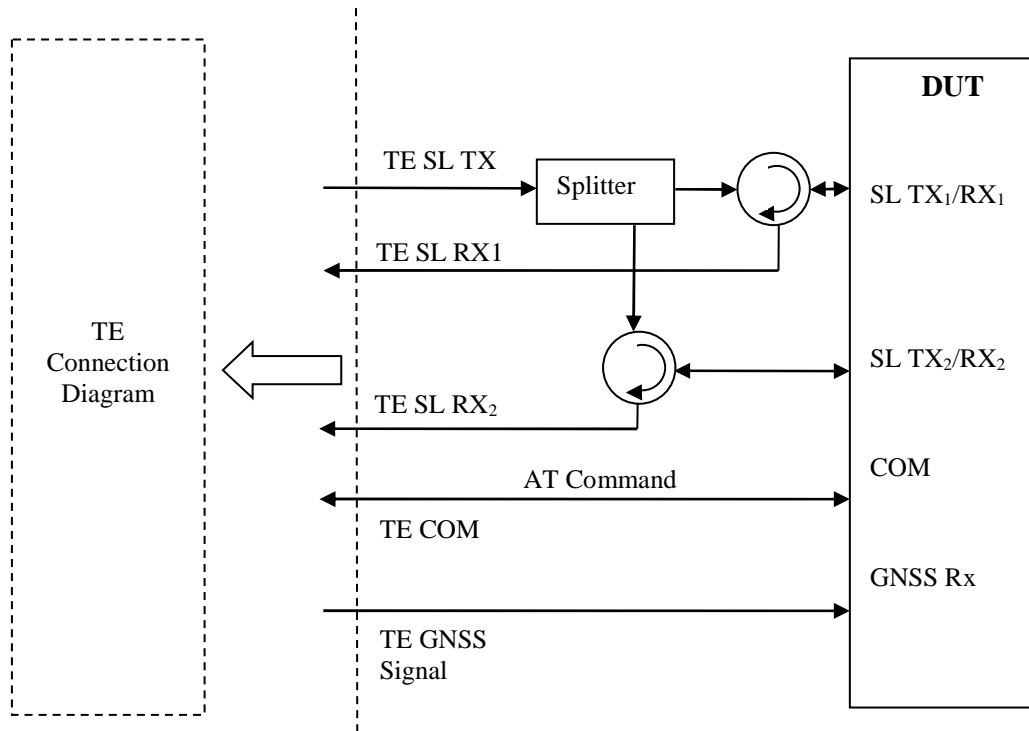 DUT
TE SL TX
Splitter
SL TX₁/RX₁
TE SL RX1
TE
Connection
Diagram
SL TX₂/RX₂
TE SL RX₂
COM
AT Command
TE COM
GNSS Rx
TE GNSS
Signal